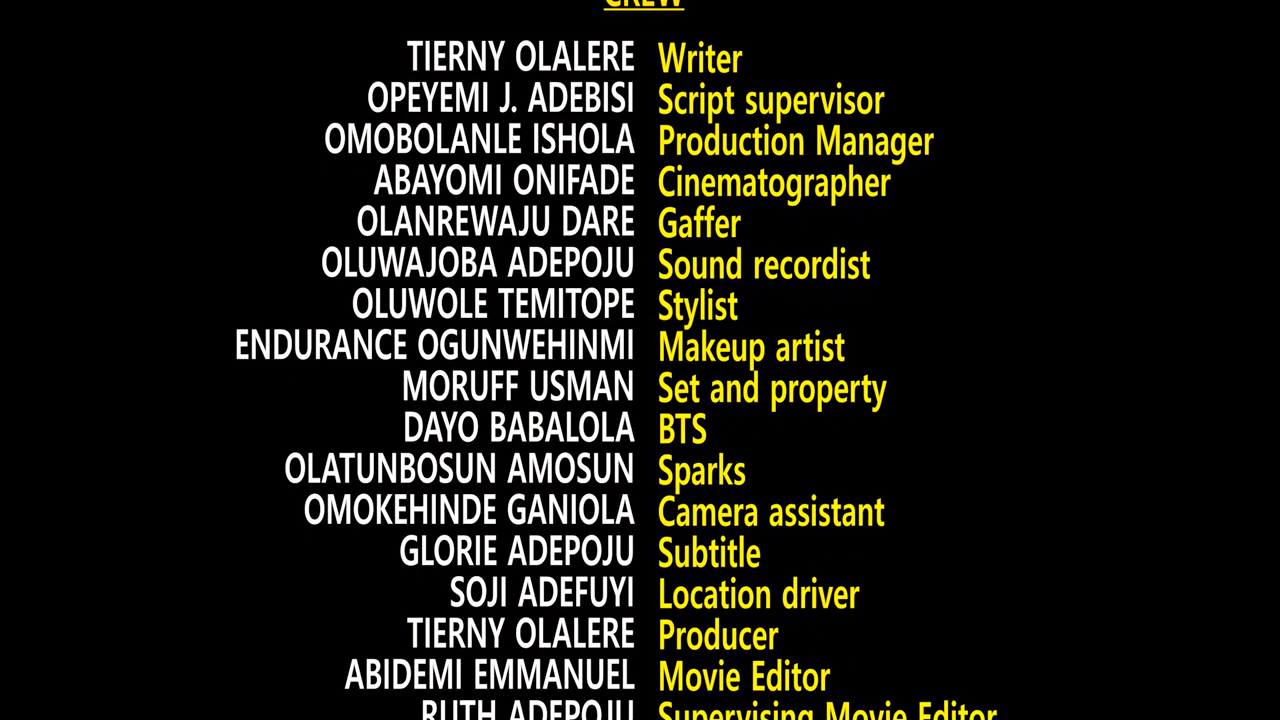 CREW
TIERNY OLALERE Writer
OPEYEMI J. ADEBISI Script supervisor
OMOBOLANLE ISHOLA Production Manager
ABAYOMI ONIFADE Cinematographer
OLANREWAJU DARE Gaffer
OLUWAJOBA ADEPOJU Sound recordist
OLUWOLE TEMITOPE Stylist
ENDURANCE OGUNWEHINMI Makeup artist
MORUFF USMAN Set and property
DAYO BABALOLA BTS
OLATUNBOSUN AMOSUN Sparks
OMOKEHINDE GANIOLA Camera assistant
GLORIE ADEPOJU Subtitle
SOJI ADEFUYI Location driver
TIERNY OLALERE Producer
ABIDEMI EMMANUEL Movie Editor
RUTH ADEPOJU Supervising Movie Editor